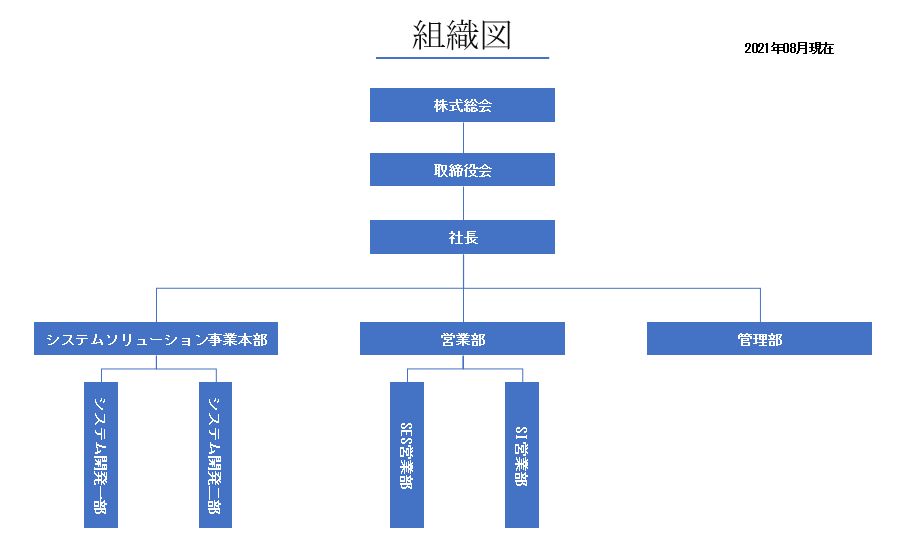 組織図
2021年08月現在
株式総会
取締役会
社長
システムソリューション事業本部
営業部
管理部
システム開発一部
システム開発二部
SES営業部
SI営業部